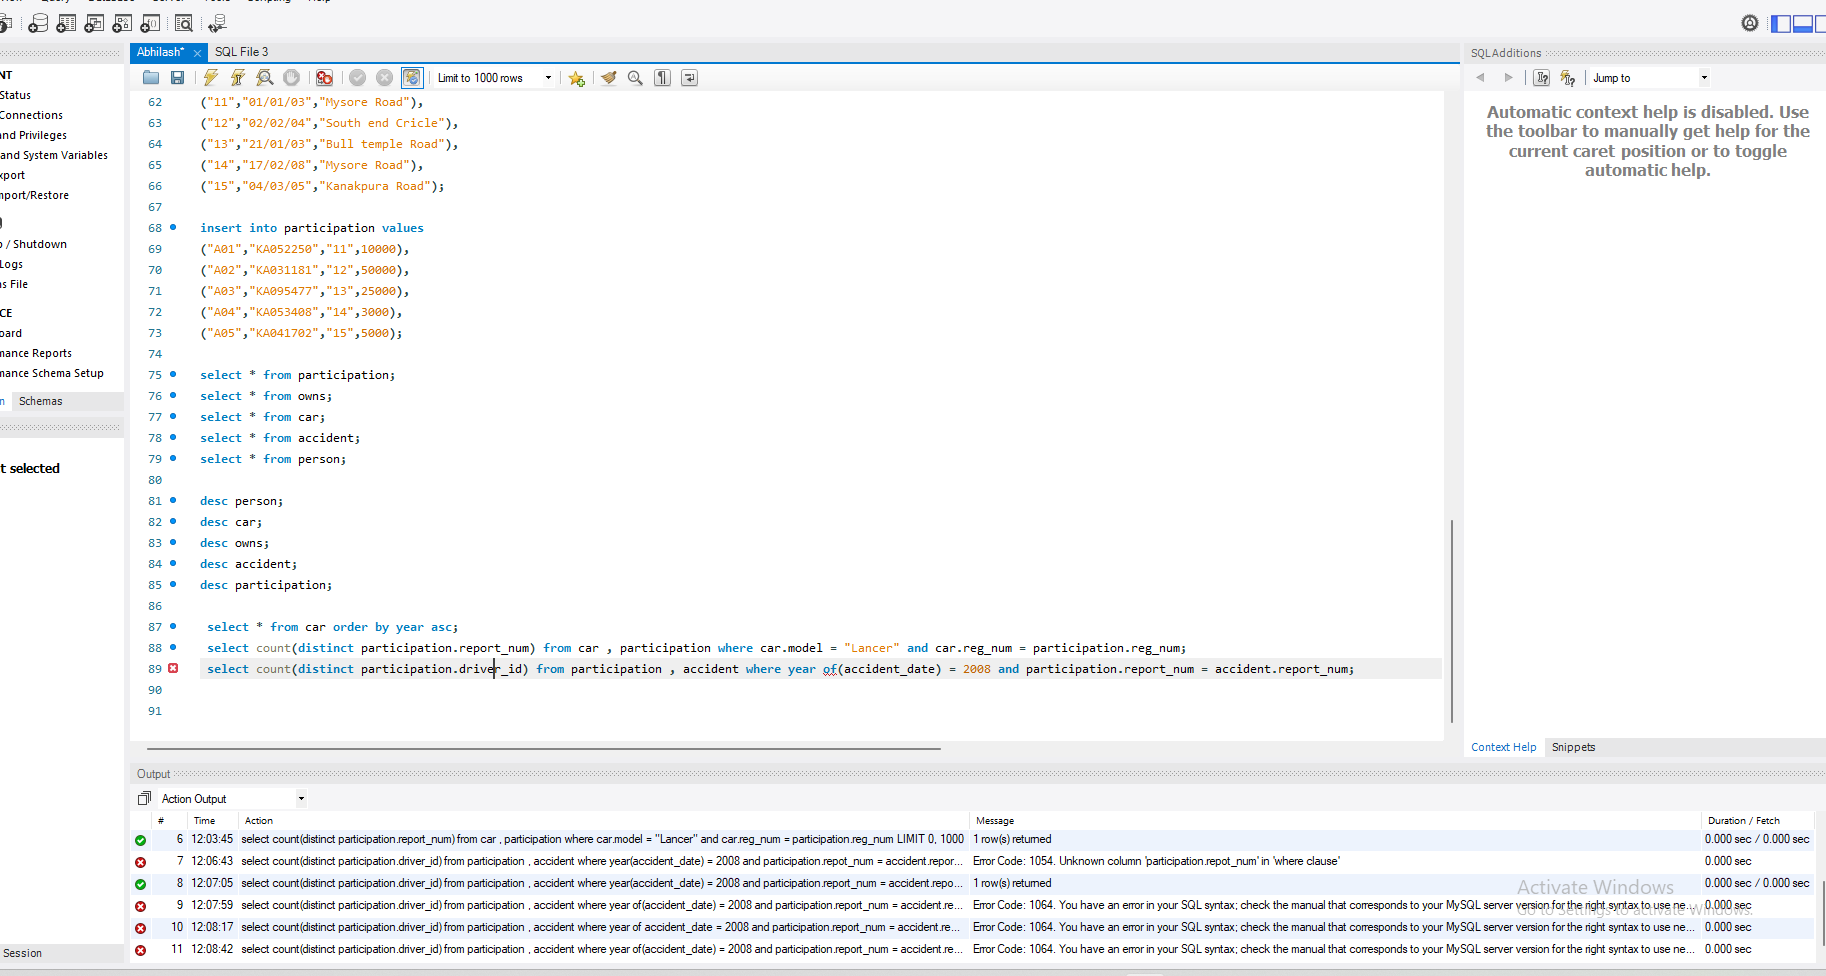 Query Database Server Tools Scripting Help
NT
Status
Connections
and Privileges
and System Variables
xport
mport/Restore
p / Shutdown
Logs
ns File
CE
oard
mance Reports
mance Schema Setup
n Schemas
t selected
Session
Abhilash* SQL File 3
Limit to 1000 rows
62 ("11","01/01/03","Mysore Road"),
63 ("12","02/02/04","South end Cricle"),
64 ("13","21/01/03","Bull temple Road"),
65 ("14","17/02/08","Mysore Road"),
66 ("15","04/03/05","Kanakpura Road");
67
68 insert into participation values
69 ("A01","KA052250","11",10000),
70 ("A02","KA031181","12",50000),
71 ("A03","KA095477","13",25000),
72 ("A04","KA053408","14",3000),
73 ("A05","KA041702","15",5000);
74
75 select * from participation;
76 select * from owns;
77 select * from car;
78 select * from accident;
79 select * from person;
80
81 desc person;
82 desc car;
83 desc owns;
84 desc accident;
85 desc participation;
86
87 select * from car order by year asc;
88 select count(distinct participation.report_num) from car , participation where car.model = "Lancer" and car.reg_num = participation.reg_num;
89 select count(distinct participation.driver_id) from participation , accident where year of(accident_date) = 2008 and participation.report_num = accident.report_num;
90
91
SQLAdditions
Jump to
Automatic context help is disabled. Use
the toolbar to manually get help for the
current caret position or to toggle
automatic help.
Context Help Snippets
Output
Action Output
# Time Action Message Duration / Fetch
6 12:03:45 select count(distinct participation.report_num) from car , participation where car.model = "Lancer" and car.reg_num = participation.reg_num LIMIT 0, 1000 1 row(s) returned 0.000 sec / 0.000 sec
7 12:06:43 select count(distinct participation.driver_id) from participation , accident where year(accident_date) = 2008 and participation.repot_num = accident.repor... Error Code: 1054. Unknown column 'participation.repot_num' in 'where clause' 0.000 sec
8 12:07:05 select count(distinct participation.driver_id) from participation , accident where year(accident_date) = 2008 and participation.report_num = accident.repo... 1 row(s) returned 0.000 sec / 0.000 sec
9 12:07:59 select count(distinct participation.driver_id) from participation , accident where year of(accident_date) = 2008 and participation.report_num = accident.re... Error Code: 1064. You have an error in your SQL syntax; check the manual that corresponds to your MySQL server version for the right syntax to use ne... 0.000 sec
10 12:08:17 select count(distinct participation.driver_id) from participation , accident where year of accident_date = 2008 and participation.report_num = accident.re... Error Code: 1064. You have an error in your SQL syntax; check the manual that corresponds to your MySQL server version for the right syntax to use ne... 0.000 sec
11 12:08:42 select count(distinct participation.driver_id) from participation , accident where year of(accident_date) = 2008 and participation.report_num = accident.re... Error Code: 1064. You have an error in your SQL syntax; check the manual that corresponds to your MySQL server version for the right syntax to use ne... 0.000 sec
Activate Windows
Go to Settings to activate Windows.